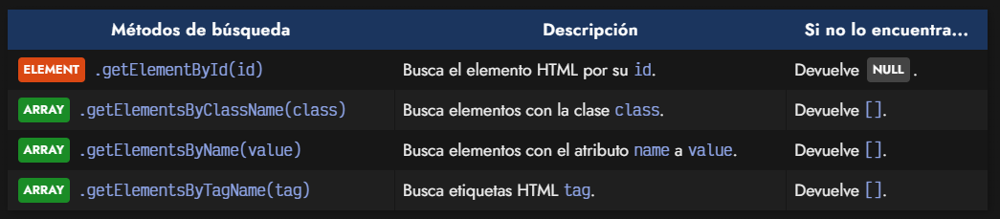 Métodos de búsqueda Descripción Si no lo encuentra...
ELEMENT .getElementById(id) Busca el elemento HTML por su id. Devuelve NULL .
ARRAY .getElementsByClassName(class) Busca elementos con la clase class. Devuelve [].
ARRAY .getElementsByName(value) Busca elementos con el atributo name a value. Devuelve [].
ARRAY .getElementsByTagName(tag) Busca etiquetas HTML tag. Devuelve [].